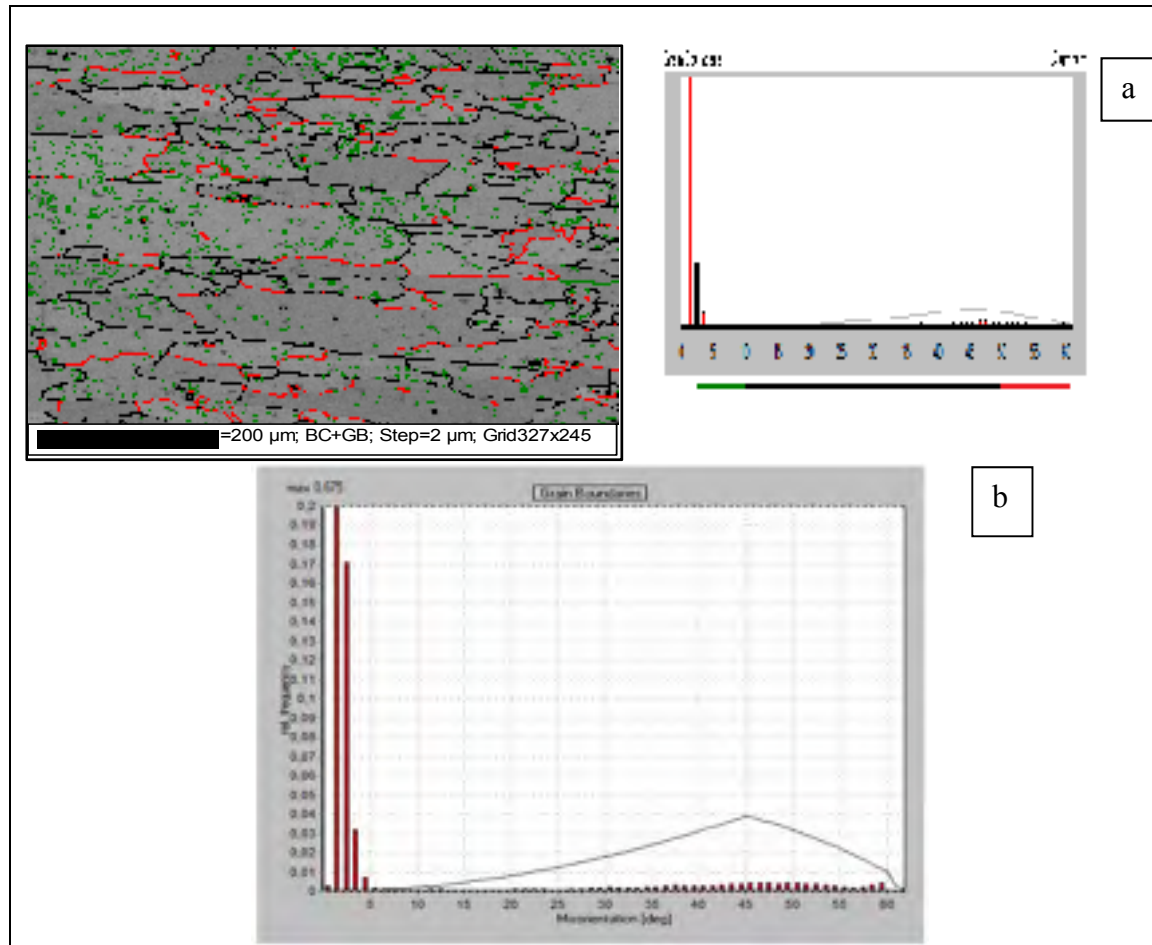 a
=200 µm; BC+GB; Step=2 µm; Grid327x245
b
max 0,675
Grain Boundaries
0,2
0,19
0,18
0,17
0,16
0,15
0,14
0,13
0,12
0,11
0,1
0,09
0,08
0,07
0,06
0,05
0,04
0,03
0,02
0,01
0
rel. frequency
5 10 15 20 25 30 35 40 45 50 55 60
Misorientation [deg]